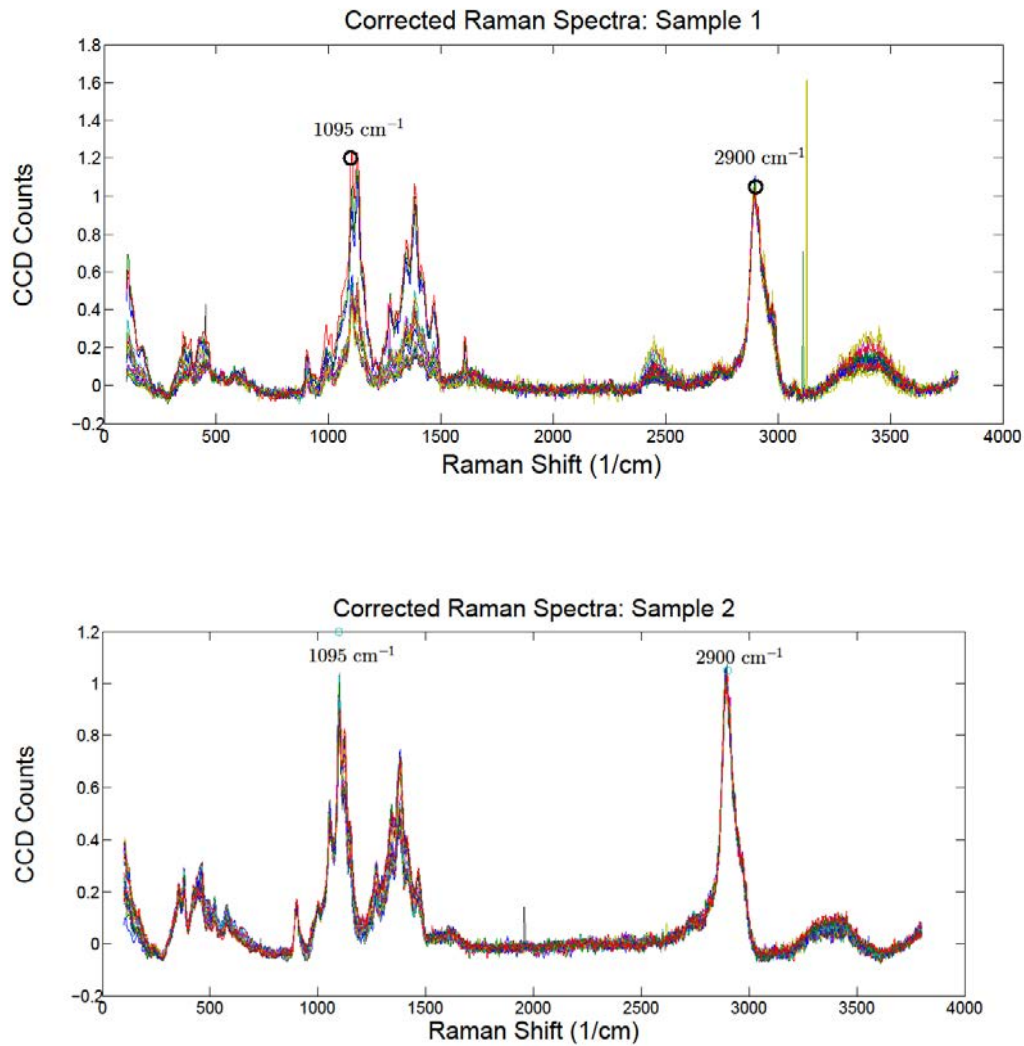 Corrected Raman Spectra: Sample 1
1.8
1.6
1.4
1.2
1
0.8
0.6
0.4
0.2
0
−0.2
CCD Counts
1095 cm−1
2900 cm−1
0 500 1000 1500 2000 2500 3000 3500 4000
Raman Shift (1/cm)
Corrected Raman Spectra: Sample 2
1.2
1
0.8
0.6
0.4
0.2
0
−0.2
CCD Counts
1095 cm−1
2900 cm−1
0 500 1000 1500 2000 2500 3000 3500 4000
Raman Shift (1/cm)